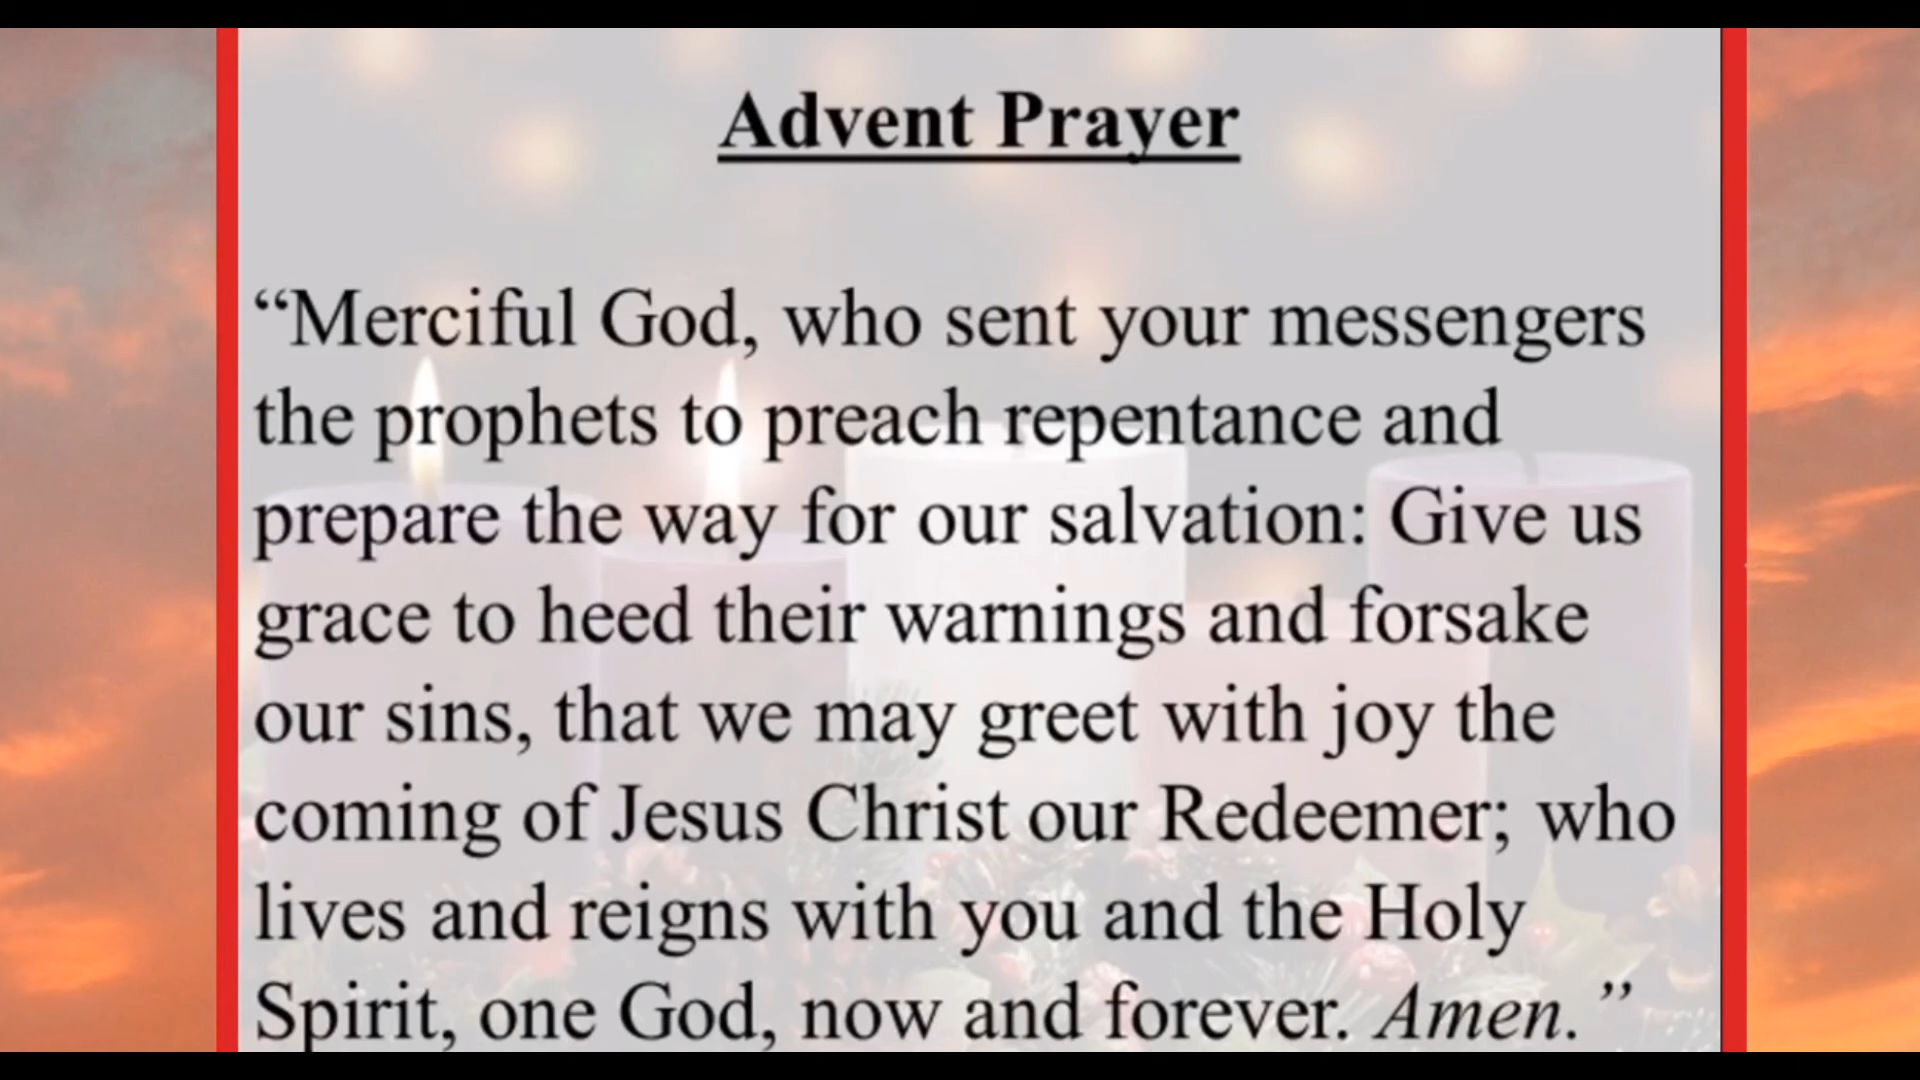 Advent Prayer
“Merciful God, who sent your messengers
the prophets to preach repentance and
prepare the way for our salvation: Give us
grace to heed their warnings and forsake
our sins, that we may greet with joy the
coming of Jesus Christ our Redeemer; who
lives and reigns with you and the Holy
Spirit, one God, now and forever. Amen. ”